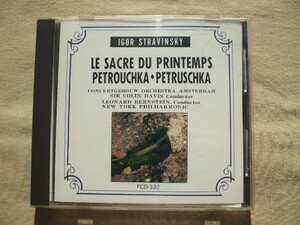 IGOR STRAVINSKY
LE SACRE DU PRINTEMPS
PETROUCHKA • PETRUSCHKA
CONCERTGEBOUW ORCHESTRA, AMSTERDAM
SIR COLIN DAVIS Conductor
LEONARD BERNSTEIN, Conductor
NEW YORK PHILHARMONIC
FCD-332